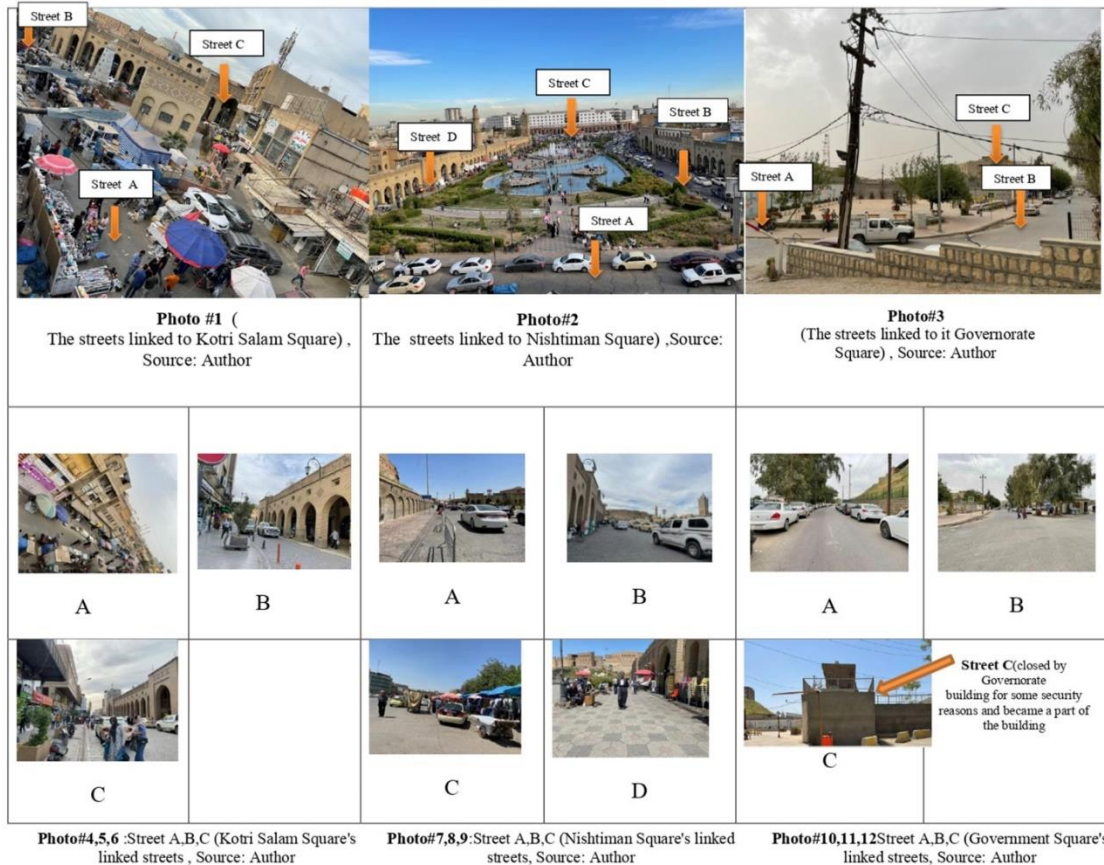 Street B
Street C
Street A
Street C
Street B
Street D
Street A
Street C
Street A
Street B
Photo #1 (
The streets linked to Kotri Salam Square) ,
Source: Author
Photo#2
The streets linked to Nishtiman Square) ,Source:
Author
Photo#3
(The streets linked to it Governorate
Square) , Source: Author
A
B
A
B
A
B
C
C
D
C
Street C(closed by
Governorate
building for some security
reasons and became a part of
the building
Photo#4,5,6 :Street A,B,C (Kotri Salam Square's
linked streets , Source: Author
Photo#7,8,9:Street A,B,C (Nishtiman Square's linked
streets, Source: Author
Photo#10,11,12Street A,B,C (Government Square's
linked streets, Source: Author